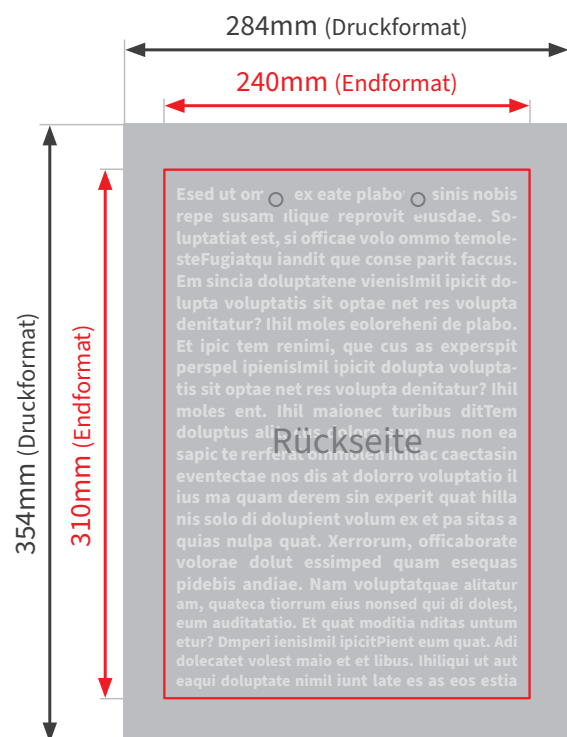 284mm (Druckformat)
240mm (Endformat)
354mm (Druckformat)
310mm (Endformat)
Esed ut ex eate plabo sinis nobis
repe susam ilique reprovit eiusdae. So-
luptatiat est, si officae volo ommo temole-
steFugiatqu iandit que conse parit faccus.
Em sincia doluptatene vienisImil ipicit do-
lupta voluptatis sit optae net res volupta
denitatur? Ihil moles eoloreheni de plabo.
Et ipic tem renimi, que cus as experspit
perspel ipienisImil ipicit dolupta volupta-
tis sit optae net res volupta denitatur? Ihil
moles ent. Ihil maionec turibus ditTem
doluptus nus non es
Rückseite
sapic te ac caectasin
eventectae nos dis at dolorro voluptatio i
ius ma quam derem sin experit quat hilla
nis solo di dolupient volum ex et pa sitas a
quias nulpa quat. Xerrorum, officaborate
volorae dolut essimped quam esequas
pidebis andiae. Nam voluptatquae alitatur
am, quateca tiorrum eius nonsed qui di dolest,
eum auditatatio. Et quat moditia nditas untum
etur? Dmperi ienisImil ipicitPient eum quat. Adi
dolecatet volest maio et et libus. Ihiliqui ut aut
eaqui doluptate nimil iunt late es as eos estia